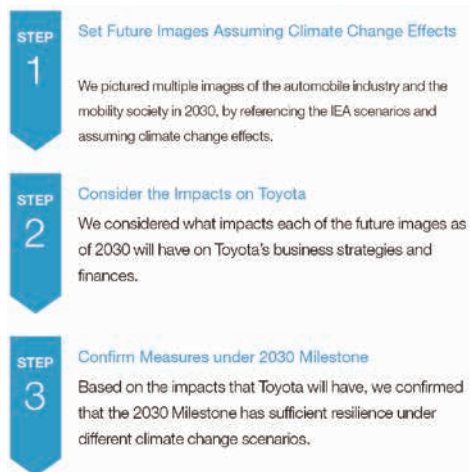 STEP
1
Set Future Images Assuming Climate Change Effects
We pictured multiple images of the automobile industry and the
mobility society in 2030, by referencing the IEA scenarios and
assuming climate change effects.
STEP
2
Consider the Impacts on Toyota
We considered what impacts each of the future images as
of 2030 will have on Toyota's business strategies and
finances.
STEP
3
Confirm Measures under 2030 Milestone
Based on the impacts that Toyota will have, we confirmed
that the 2030 Milestone has sufficient resilience under
different climate change scenarios.